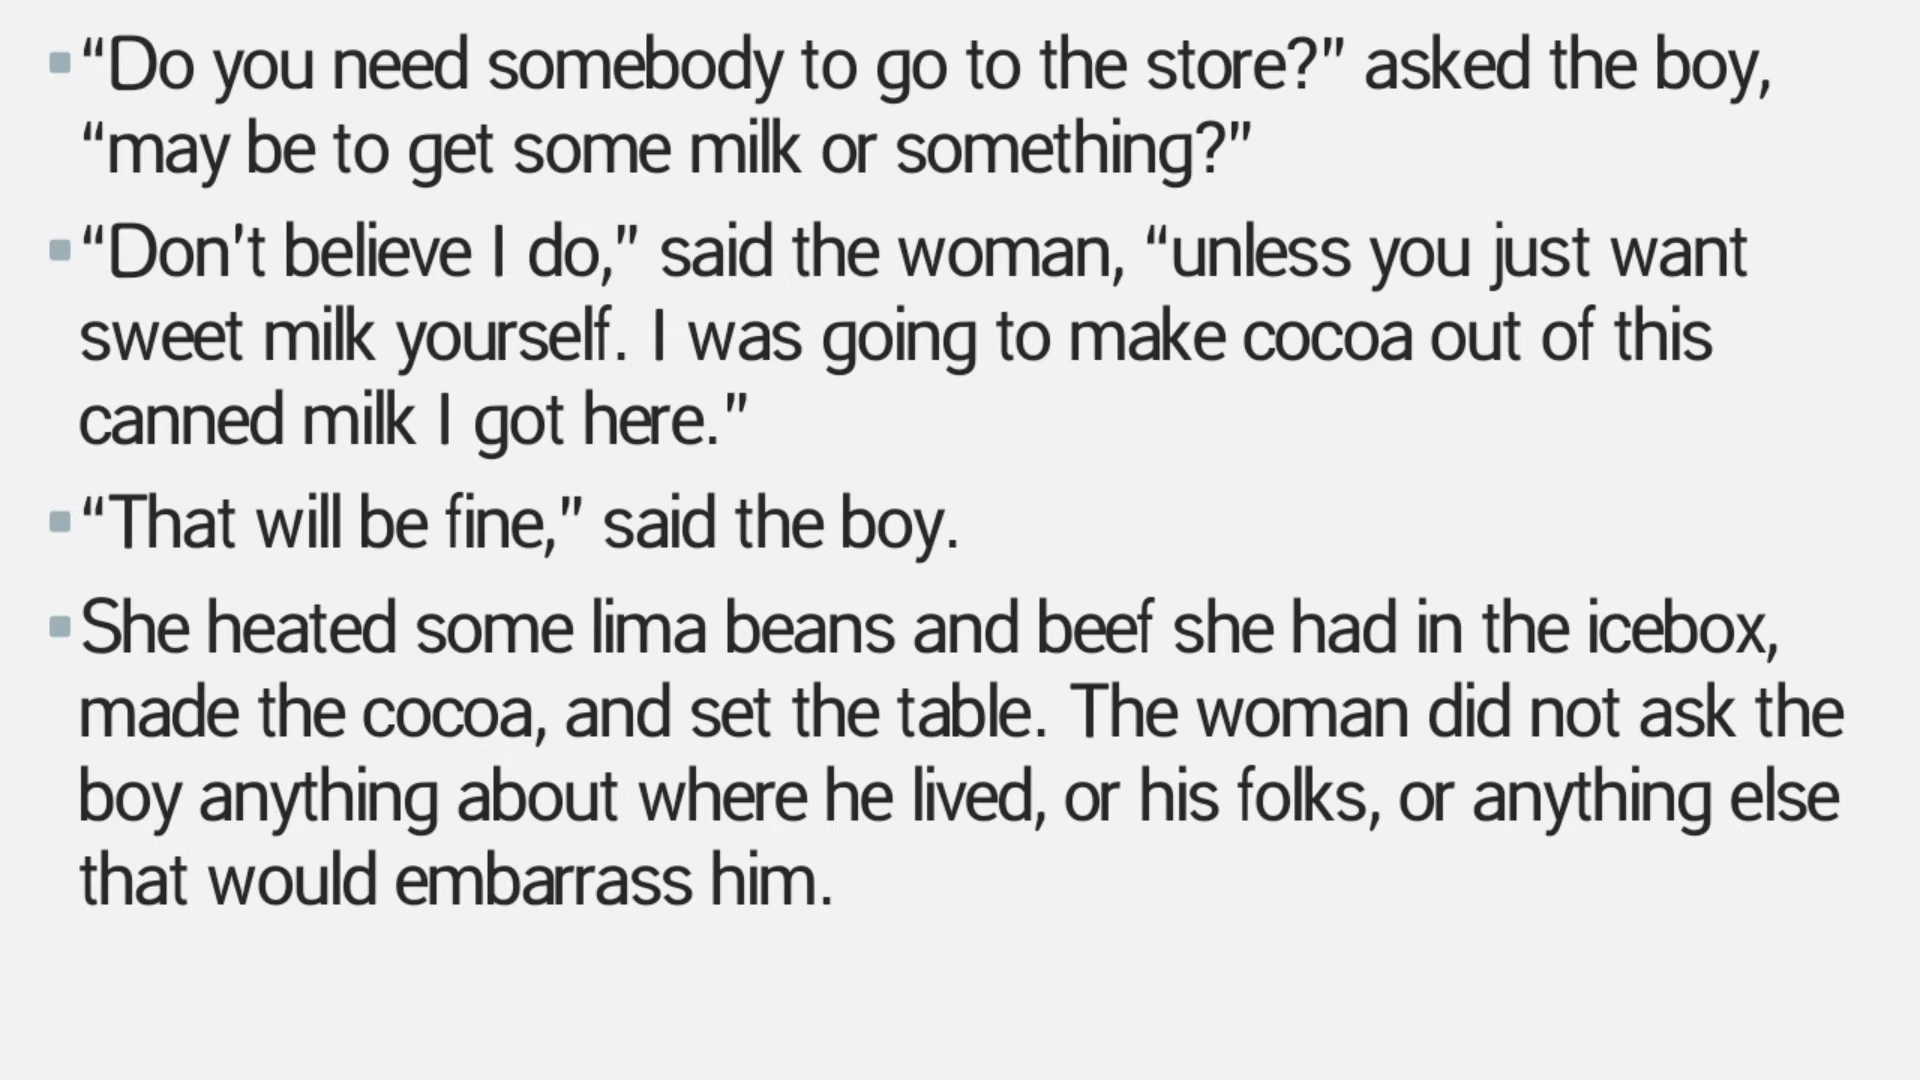 “Do you need somebody to go to the store?” asked the boy,
“may be to get some milk or something?”
“Don't believe I do,” said the woman, “unless you just want
sweet milk yourself. I was going to make cocoa out of this
canned milk I got here.”
“That will be fine,” said the boy.
She heated some lima beans and beef she had in the icebox,
made the cocoa, and set the table. The woman did not ask the
boy anything about where he lived, or his folks, or anything else
that would embarrass him.